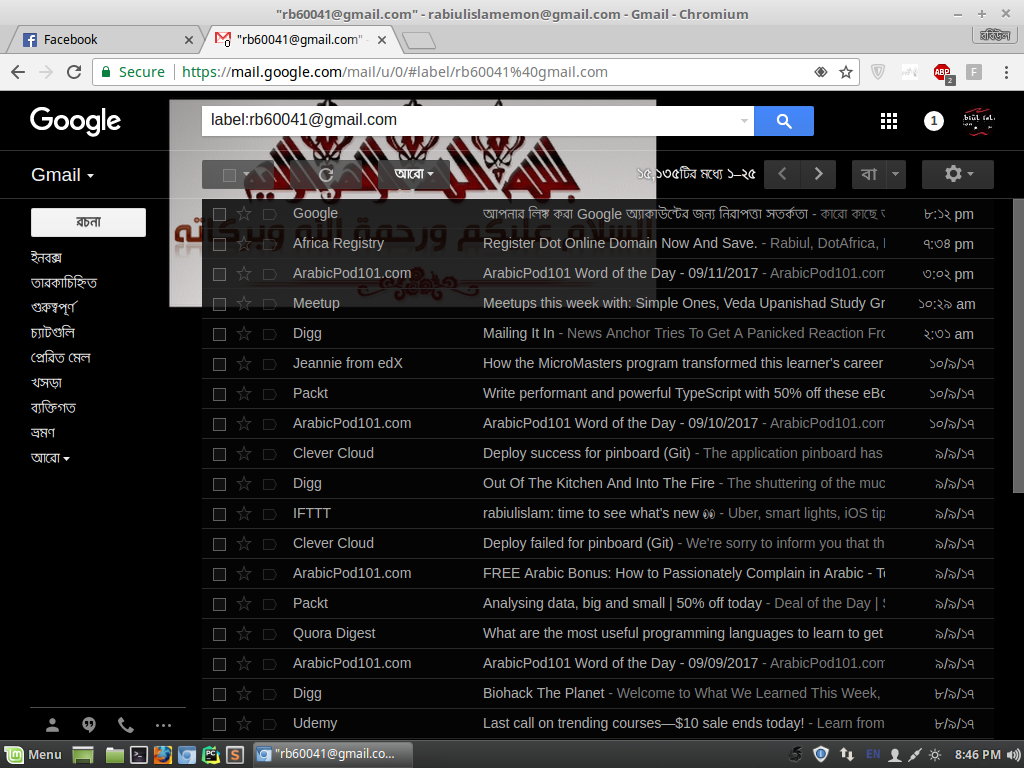 "rb60041@gmail.com" - rabiulislamemon@gmail.com - Gmail - Chromium
Facebook
"rb60041@gmail.com" -
রবিউল
Secure
https://mail.google.com/mail/u/0/#label/rb60041%40gmail.com
ABP
2
F
Google
label:rb60041@gmail.com
1
Gmail
আরো
১৫,১৩৫টির মধ্যে ১–২৫
বা
السلام عليكم ورحمة الله وبركاته
রচনা
ইনবক্স
তারকাচিহ্নিত
গুরুত্বপূর্ণ
চ্যাটগুলি
প্রেরিত মেল
খসড়া
ব্যক্তিগত
ভ্রমণ
আরো
Google আপনার লিঙ্ক করা Google অ্যাকাউন্টের জন্য নিরাপত্তা সতর্কতা - কারো কাছে ৮:১২ pm
Africa Registry Register Dot Online Domain Now And Save. - Rabiul, DotAfrica, ৭:৩৪ pm
ArabicPod101.com ArabicPod101 Word of the Day - 09/11/2017 - ArabicPod101.com ৩:০২ pm
Meetup Meetups this week with: Simple Ones, Veda Upanishad Study Gr ১০:২৯ am
Digg Mailing It In - News Anchor Tries To Get A Panicked Reaction Fro ২:৩১ am
Jeannie from edX How the MicroMasters program transformed this learner's career ১০/৯/১৭
Packt Write performant and powerful TypeScript with 50% off these eBo ১০/৯/১৭
ArabicPod101.com ArabicPod101 Word of the Day - 09/10/2017 - ArabicPod101.com ১০/৯/১৭
Clever Cloud Deploy success for pinboard (Git) - The application pinboard has ৯/৯/১৭
Digg Out Of The Kitchen And Into The Fire - The shuttering of the muc ৯/৯/১৭
IFTTT rabiulislam: time to see what's new 👀 - Uber, smart lights, iOS tip ৯/৯/১৭
Clever Cloud Deploy failed for pinboard (Git) - We're sorry to inform you that th ৯/৯/১৭
ArabicPod101.com FREE Arabic Bonus: How to Passionately Complain in Arabic - Te ৯/৯/১৭
Packt Analysing data, big and small | 50% off today - Deal of the Day | ৯/৯/১৭
Quora Digest What are the most useful programming languages to learn to get ৯/৯/১৭
ArabicPod101.com ArabicPod101 Word of the Day - 09/09/2017 - ArabicPod101.com ৯/৯/১৭
Digg Biohack The Planet - Welcome to What We Learned This Week, ৮/৯/১৭
Udemy Last call on trending courses—$10 sale ends today! - Learn from ৮/৯/১৭
Menu
"rb60041@gmail.co...
EN
8:46 PM